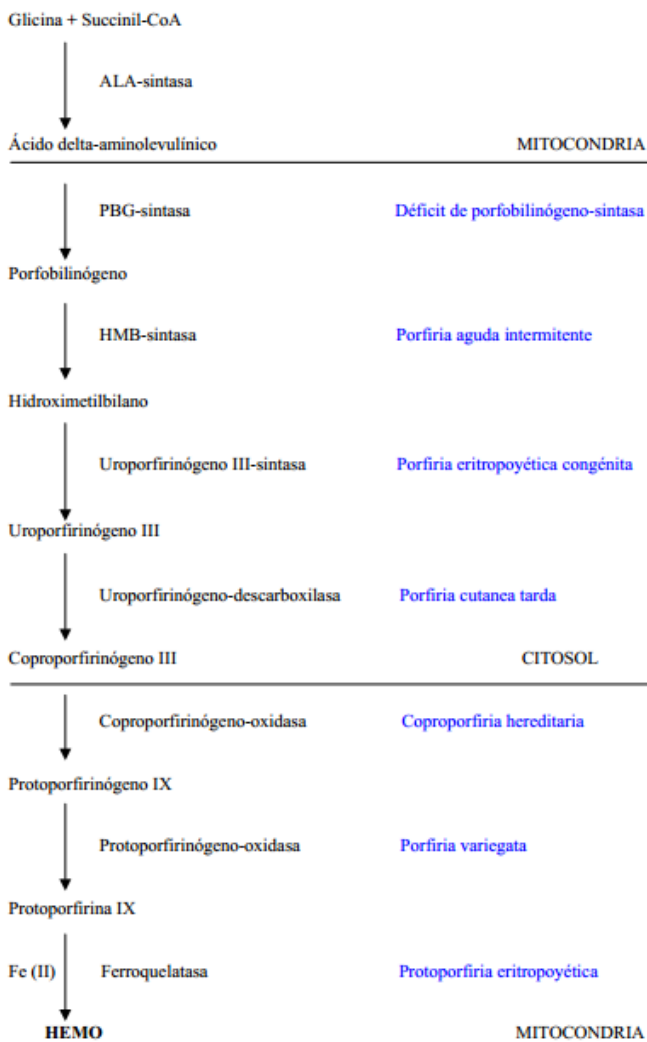 Glicina + Succinil-CoA
ALA-sintasa
Ácido delta-aminolevulínico MITOCONDRIA
PBG-sintasa Déficit de porfobilinógeno-sintasa
Porfobilinógeno
HMB-sintasa Porfiria aguda intermitente
Hidroximetilbilano
Uroporfirinógeno III-sintasa Porfiria eritropoyética congénita
Uroporfirinógeno III
Uroporfirinógeno-descarboxilasa Porfiria cutanea tarda
Coproporfirinógeno III CITOSOL
Coproporfirinógeno-oxidasa Coproporfiria hereditaria
Protoporfirinógeno IX
Protoporfirinógeno-oxidasa Porfiria variegata
Protoporfirina IX
Fe (II) Ferroquelatasa Protoporfiria eritropoyética
HEMO MITOCONDRIA